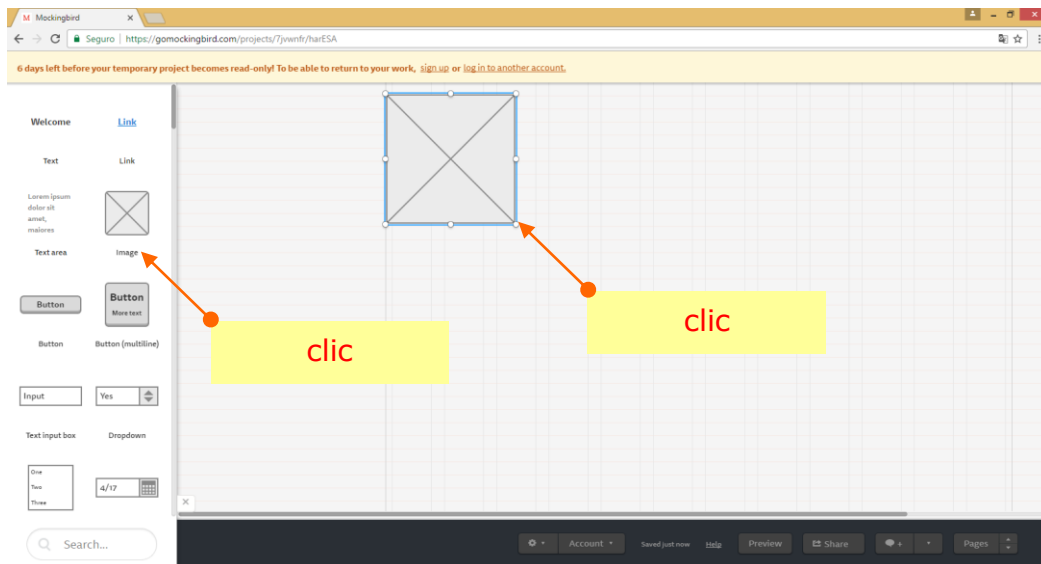 M Mockingbird
Seguro | https://gomockingbird.com/projects/7jvwnfr/harESA
6 days left before your temporary project becomes read-only! To be able to return to your work, sign up or log in to another account.
Welcome Link
Text Link
Lorem ipsum
dolor sit
amet,
maiores
Text area Image
Button
Button
More text
Button Button (multiline)
clic
clic
Input Yes
Text input box Dropdown
One
Two
Three
4/17
Search...
Account Saved just now Help Preview Share + Pages